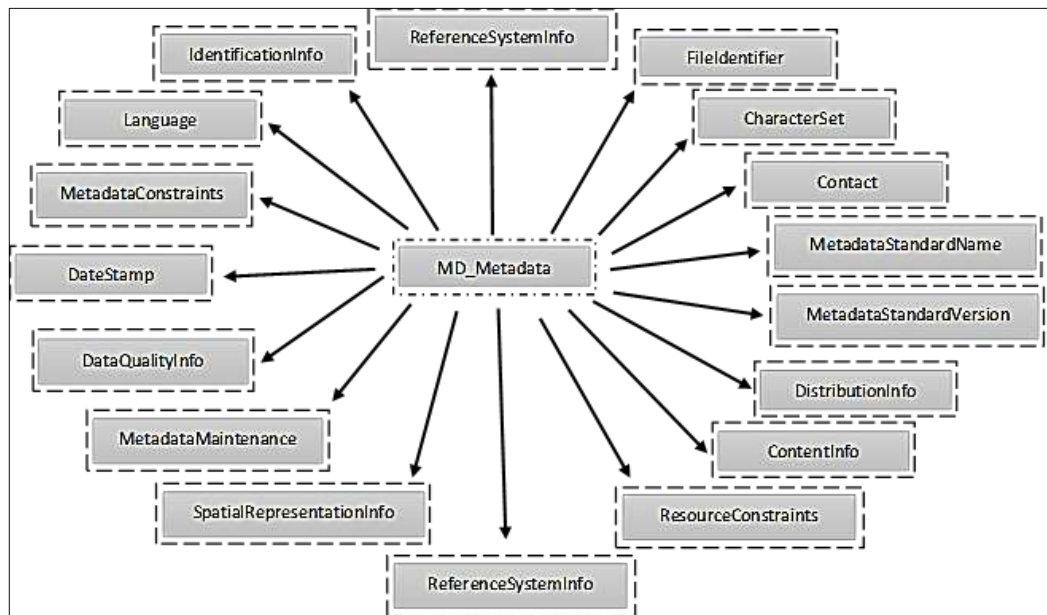 ReferenceSystemInfo
IdentificationInfo
FileIdentifier
Language
CharacterSet
MetadataConstraints
Contact
MetadataStandardName
MD_Metadata
DateStamp
MetadataStandardVersion
DataQualityInfo
DistributionInfo
MetadataMaintenance
ContentInfo
SpatialRepresentationInfo
ResourceConstraints
ReferenceSystemInfo